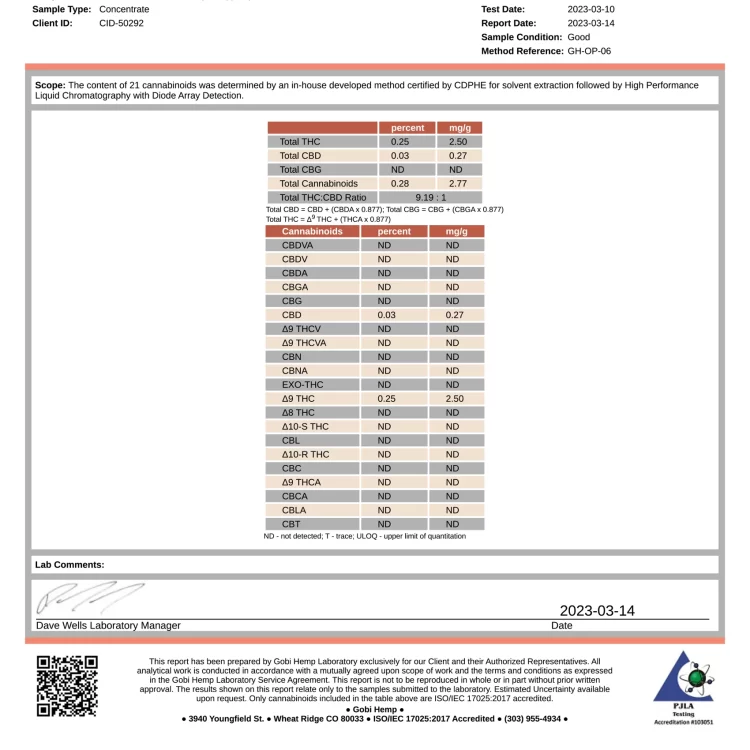 Sample Type: Concentrate
Client ID: CID-50292
Test Date: 2023-03-10
Report Date: 2023-03-14
Sample Condition: Good
Method Reference: GH-OP-06
Scope: The content of 21 cannabinoids was determined by an in-house developed method certified by CDPHE for solvent extraction followed by High Performance
Liquid Chromatography with Diode Array Detection.
percent mg/g
Total THC 0.25 2.50
Total CBD 0.03 0.27
Total CBG ND ND
Total Cannabinoids 0.28 2.77
Total THC:CBD Ratio 9.19 : 1
Total CBD = CBD + (CBDA x 0.877); Total CBG = CBG + (CBGA x 0.877)
Total THC = Δ9 THC + (THCA x 0.877)
Cannabinoids percent mg/g
CBDVA ND ND
CBDV ND ND
CBDA ND ND
CBGA ND ND
CBG ND ND
CBD 0.03 0.27
Δ9 THCV ND ND
Δ9 THCVA ND ND
CBN ND ND
CBNA ND ND
EXO-THC ND ND
Δ9 THC 0.25 2.50
Δ8 THC ND ND
Δ10-S THC ND ND
CBL ND ND
Δ10-R THC ND ND
CBC ND ND
Δ9 THCA ND ND
CBCA ND ND
CBLA ND ND
CBT ND ND
ND - not detected; T - trace; ULOQ - upper limit of quantitation
Lab Comments:
2023-03-14
Dave Wells Laboratory Manager Date
This report has been prepared by Gobi Hemp Laboratory exclusively for our Client and their Authorized Representatives. All
analytical work is conducted in accordance with a mutually agreed upon scope of work and the terms and conditions as expressed
in the Gobi Hemp Laboratory Service Agreement. This report is not to be reproduced in whole or in part without prior written
approval. The results shown on this report relate only to the samples submitted to the laboratory. Estimated Uncertainty available
upon request. Only cannabinoids included in the table above are ISO/IEC 17025:2017 accredited.
● Gobi Hemp ●
● 3940 Youngfield St. ● Wheat Ridge CO 80033 ● ISO/IEC 17025:2017 Accredited ● (303) 955-4934 ●
PJLA
Testing
Accreditation #103051